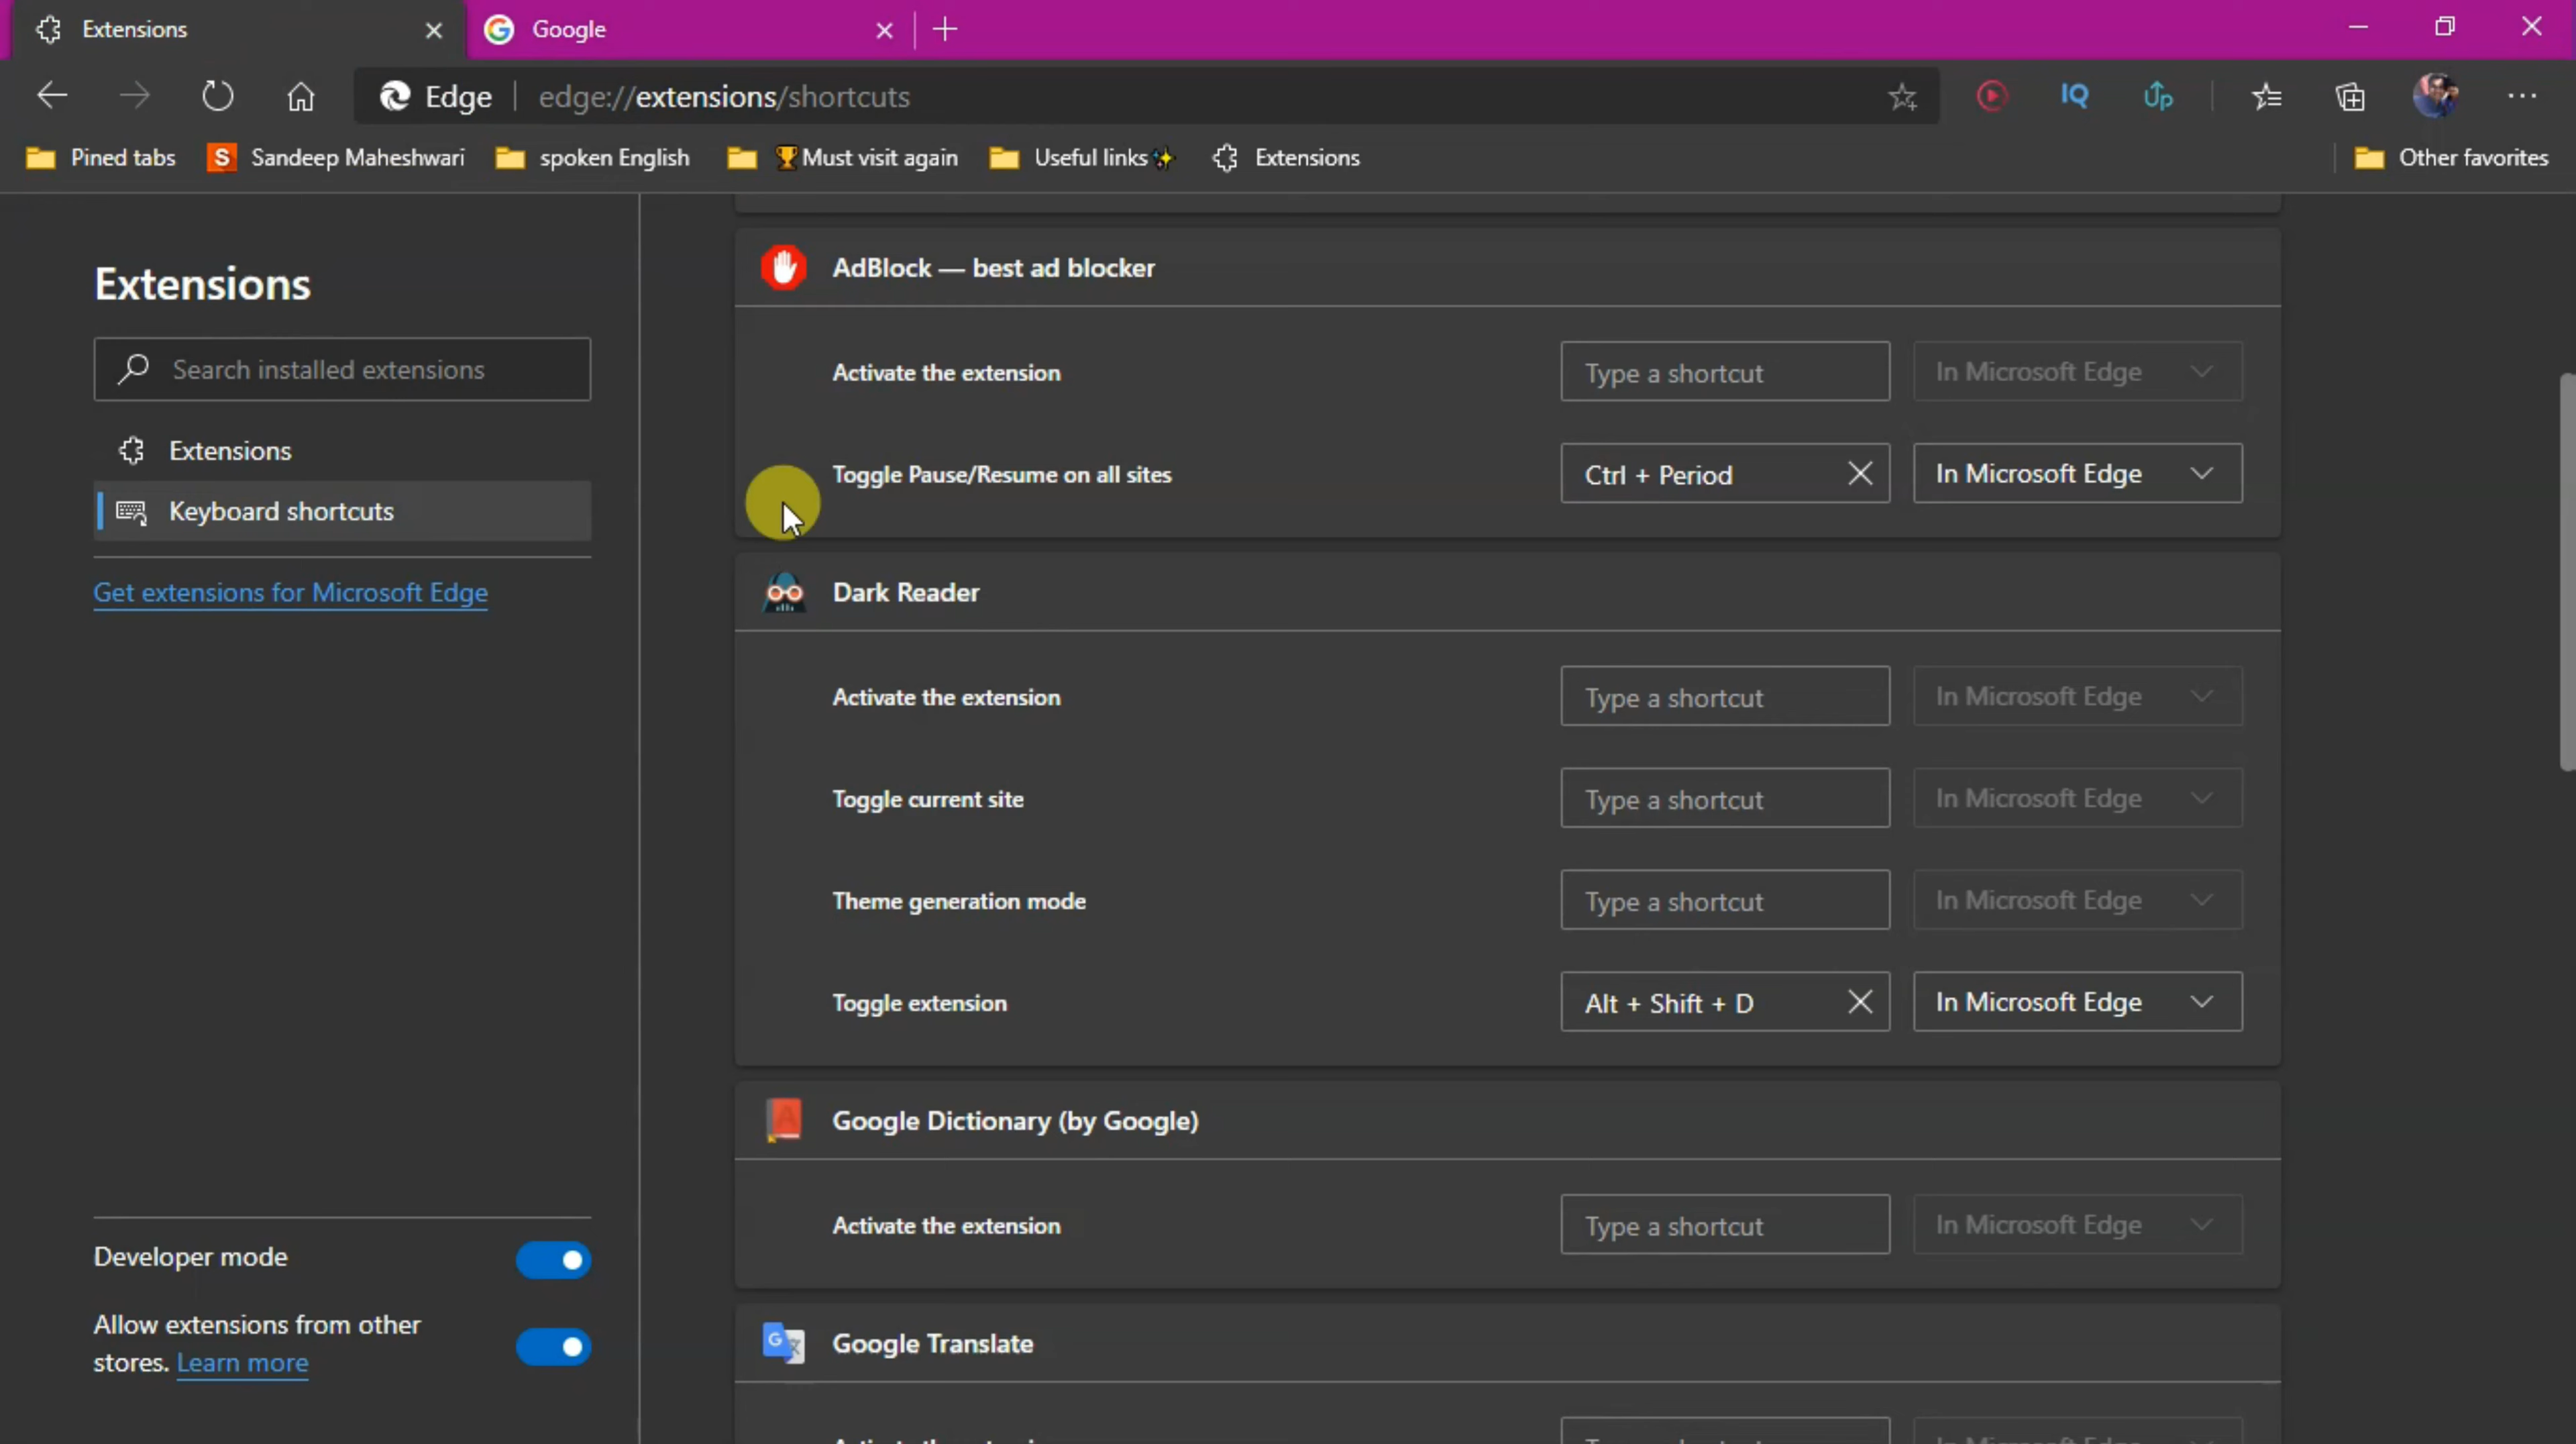 Extensions
Google
Edge
edge://extensions/shortcuts
IQ
Up
Pined tabs
S
Sandeep Maheshwari
spoken English
Must visit again
Useful links
Extensions
Other favorites
Extensions
Search installed extensions
Extensions
Keyboard shortcuts
Get extensions for Microsoft Edge
Developer mode
Allow extensions from other
stores. Learn more
AdBlock — best ad blocker
Activate the extension
Type a shortcut
In Microsoft Edge
Toggle Pause/Resume on all sites
Ctrl + Period
In Microsoft Edge
Dark Reader
Activate the extension
Type a shortcut
In Microsoft Edge
Toggle current site
Type a shortcut
In Microsoft Edge
Theme generation mode
Type a shortcut
In Microsoft Edge
Toggle extension
Alt + Shift + D
In Microsoft Edge
Google Dictionary (by Google)
Activate the extension
Type a shortcut
In Microsoft Edge
Google Translate